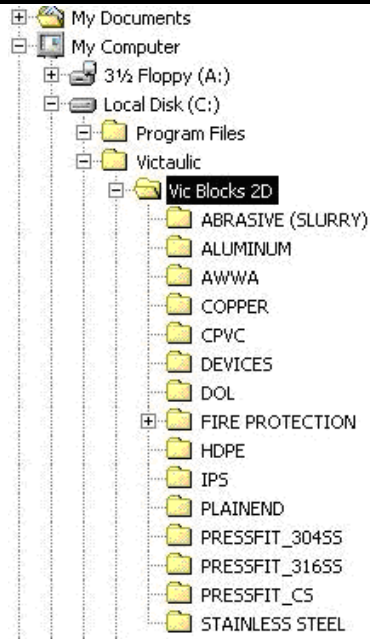 My Documents
My Computer
3½ Floppy (A:)
Local Disk (C:)
Program Files
Victaulic
Vic Blocks 2D
ABRASIVE (SLURRY)
ALUMINUM
AWWA
COPPER
CPVC
DEVICES
DOL
FIRE PROTECTION
HDPE
IPS
PLAINEND
PRESSFIT_304SS
PRESSFIT_316SS
PRESSFIT_CS
STAINLESS STEEL